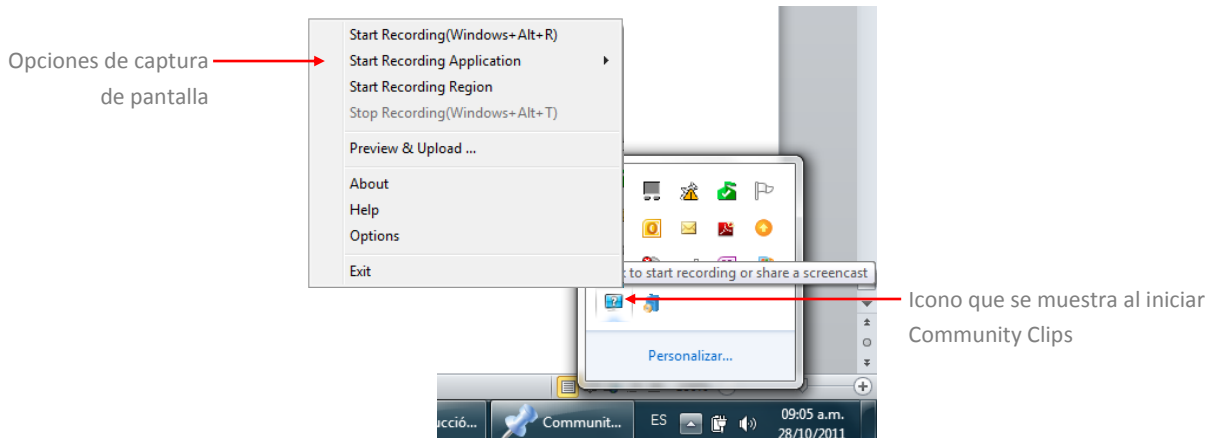 Start Recording(Windows+Alt+R)
Opciones de captura
de pantalla
Start Recording Application
Start Recording Region
Stop Recording(Windows+Alt+T)
Preview & Upload ...
About
Help
Options
Exit
to start recording or share a screencast
Icono que se muestra al iniciar
Community Clips
Personalizar...
ucció...
Communit...
ES
09:05 a.m.
28/10/2011